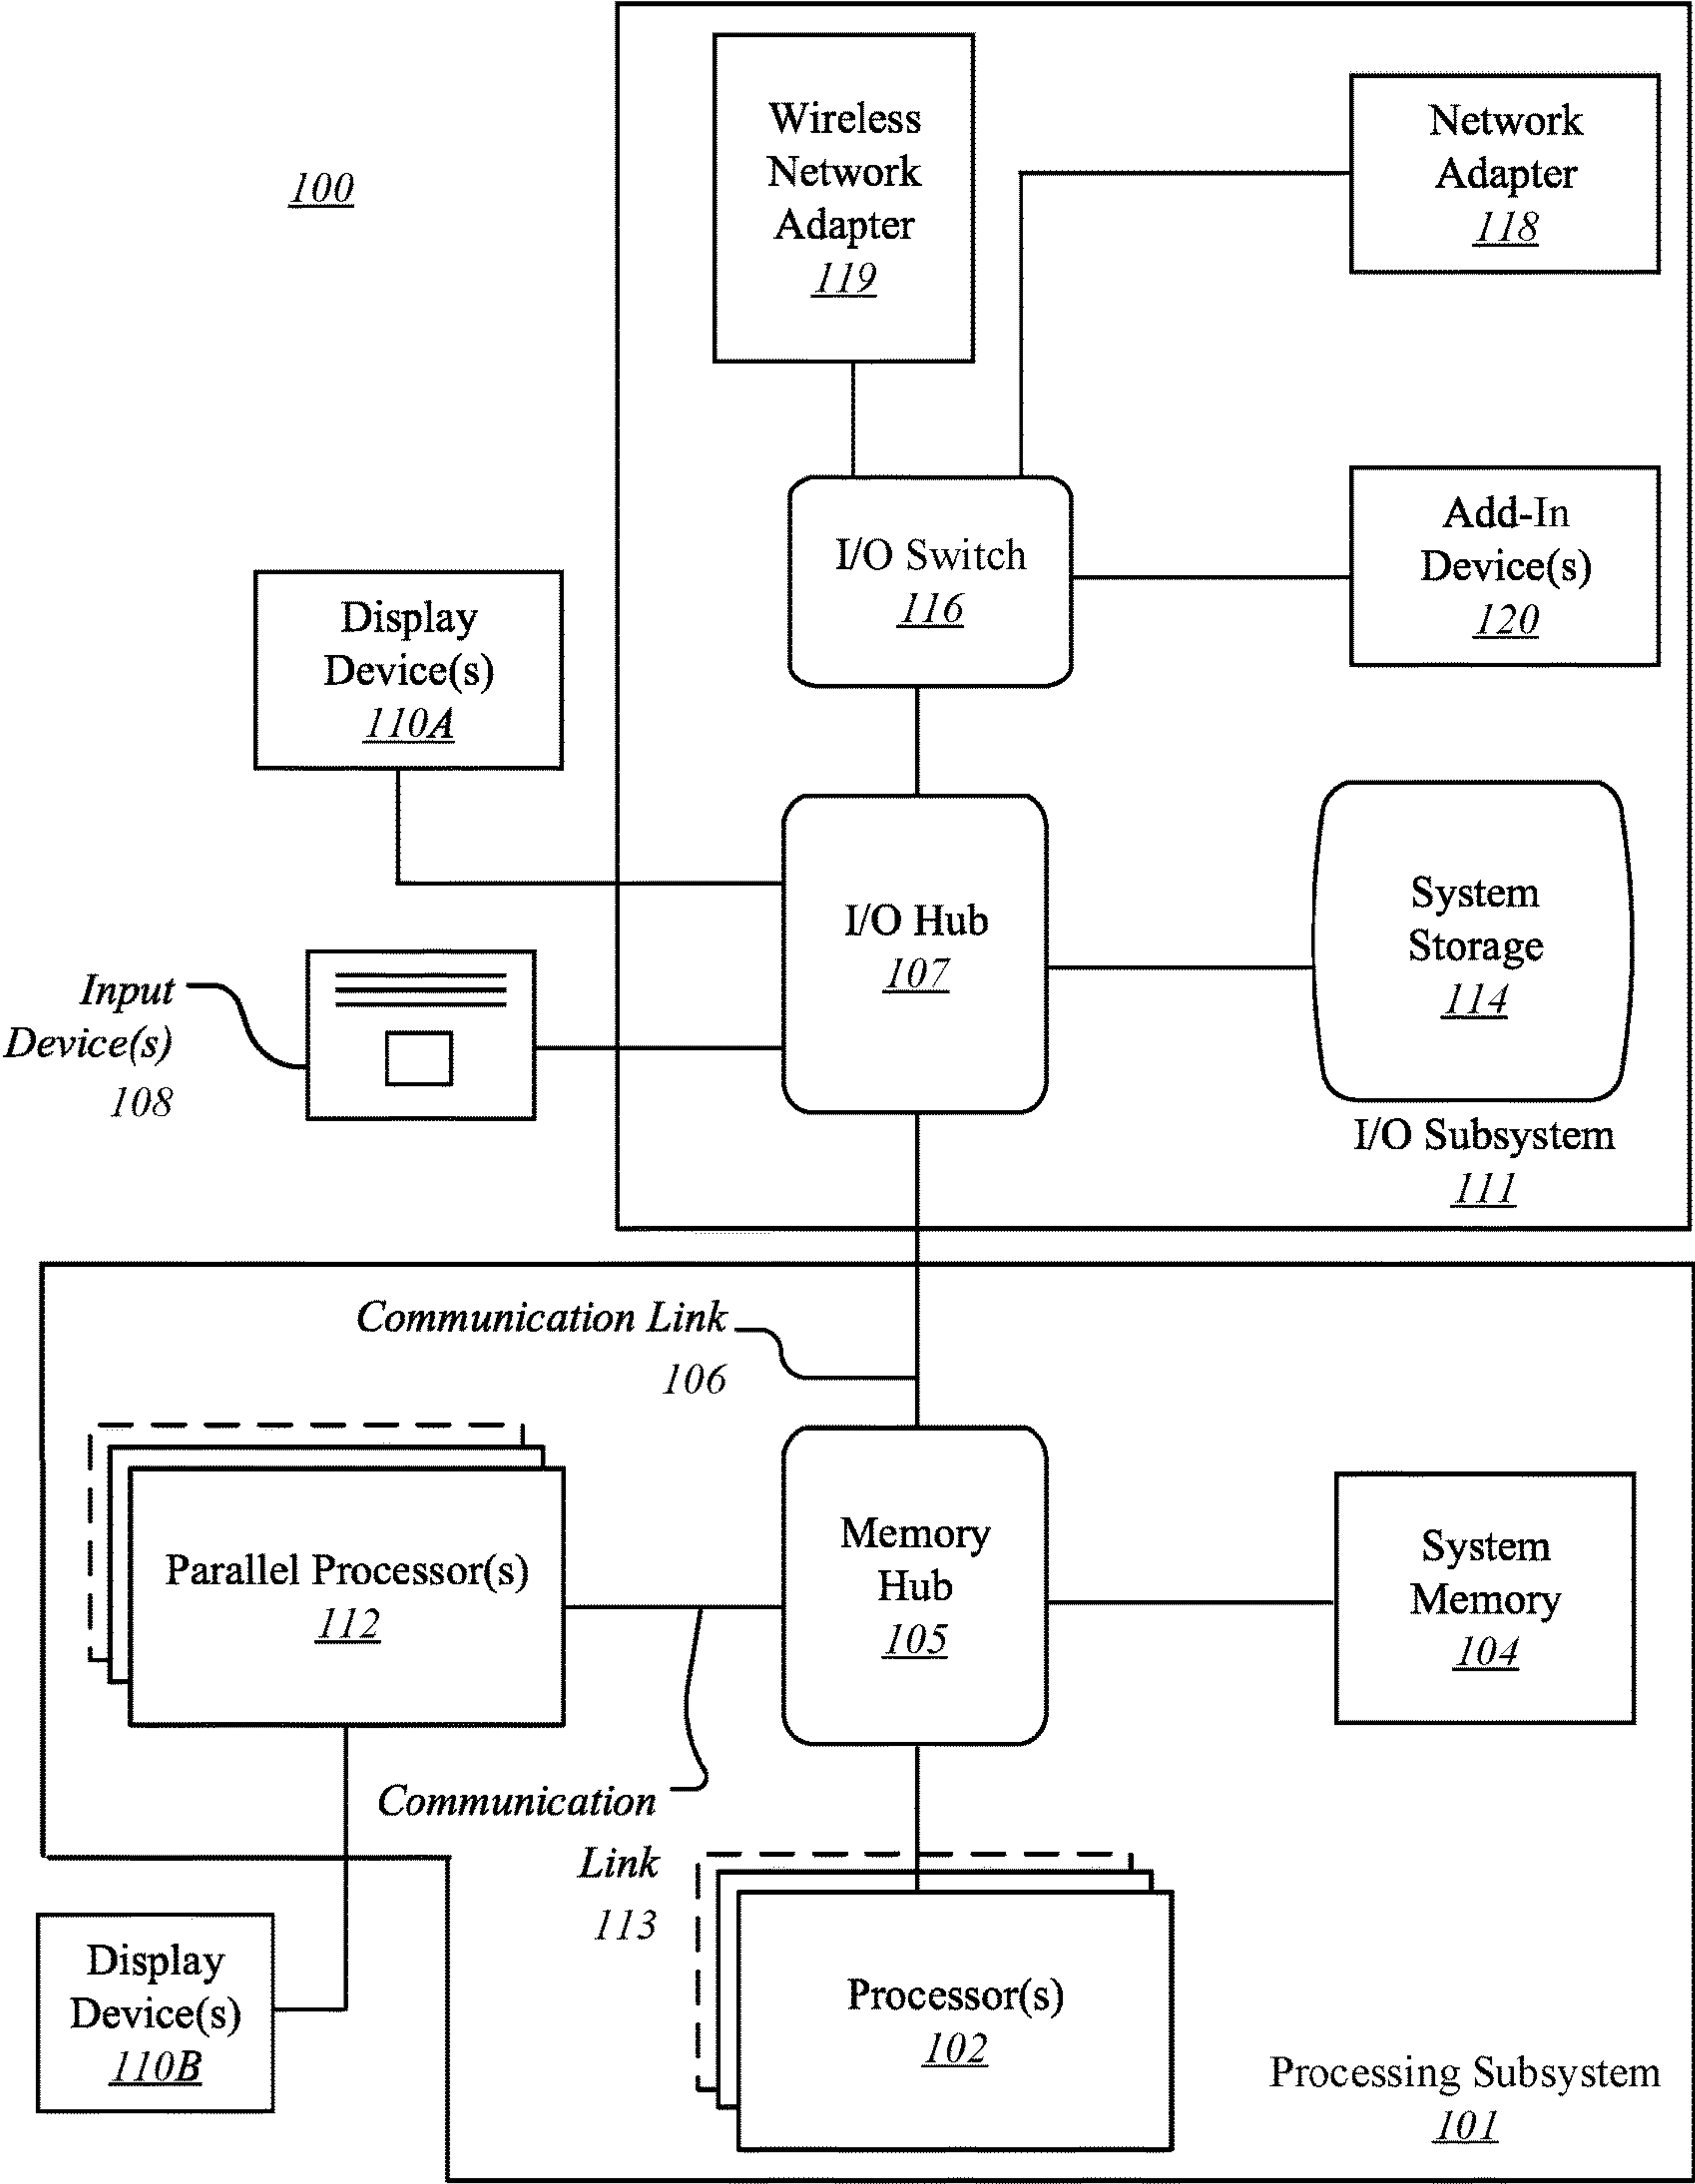 100
Wireless
Network
Adapter
119
Network
Adapter
118
I/O Switch
116
Add-In
Device(s)
120
Display
Device(s)
110A
I/O Hub
107
System
Storage
114
Input
Device(s)
108
I/O Subsystem
111
Communication Link
106
Parallel Processor(s)
112
Memory
Hub
105
System
Memory
104
Communication
Link
113
Display
Device(s)
110B
Processor(s)
102
Processing Subsystem
101